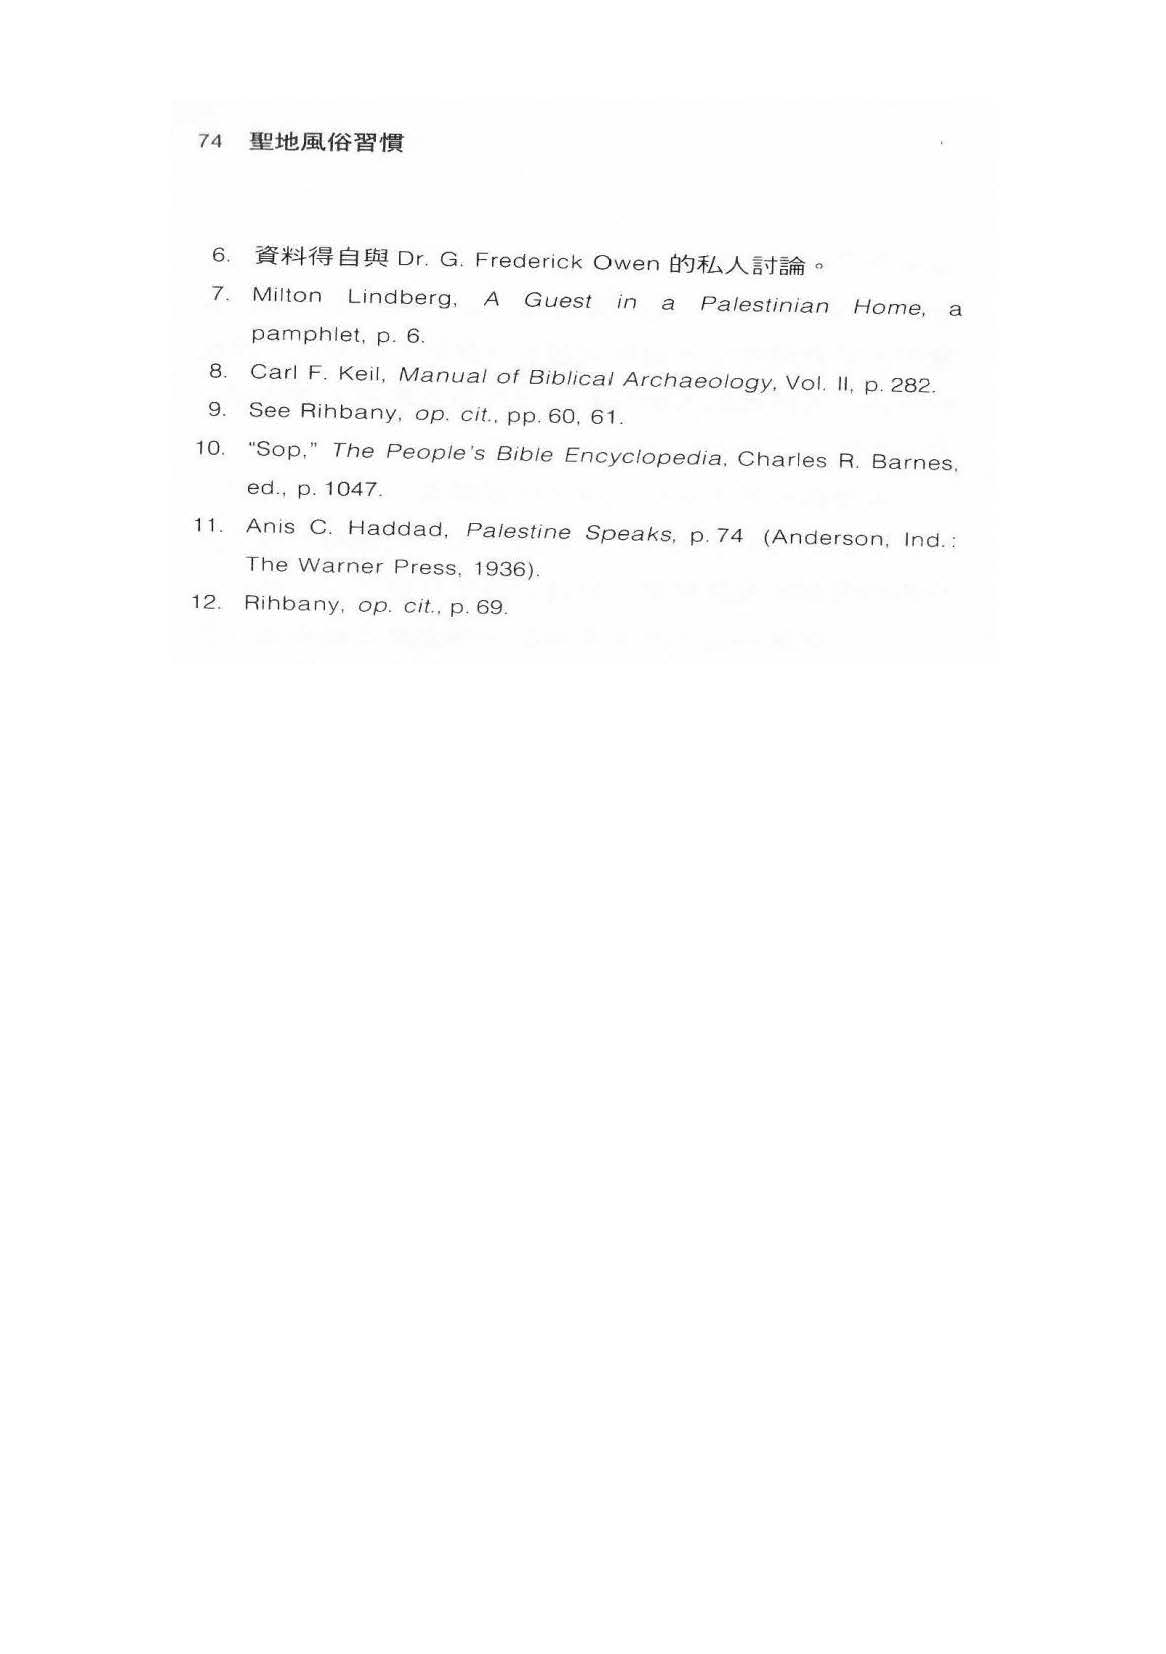 74 聖地風俗習慣
6. 資料得自與 Dr. G. Frederick Owen 的私人討論。
7. Milton Lindberg, A Guest in a Palestinian Home, a
pamphlet, p. 6.
8. Carl F. Keil, Manual of Biblical Archaeology, Vol. II, p. 282.
9. See Rihbany, op. cit., pp. 60, 61.
10. “Sop,” The People's Bible Encyclopedia, Charles R. Barnes,
ed., p. 1047.
11. Anis C. Haddad, Palestine Speaks, p. 74 (Anderson, Ind.:
The Warner Press, 1936).
12. Rihbany, op. cit., p. 69.